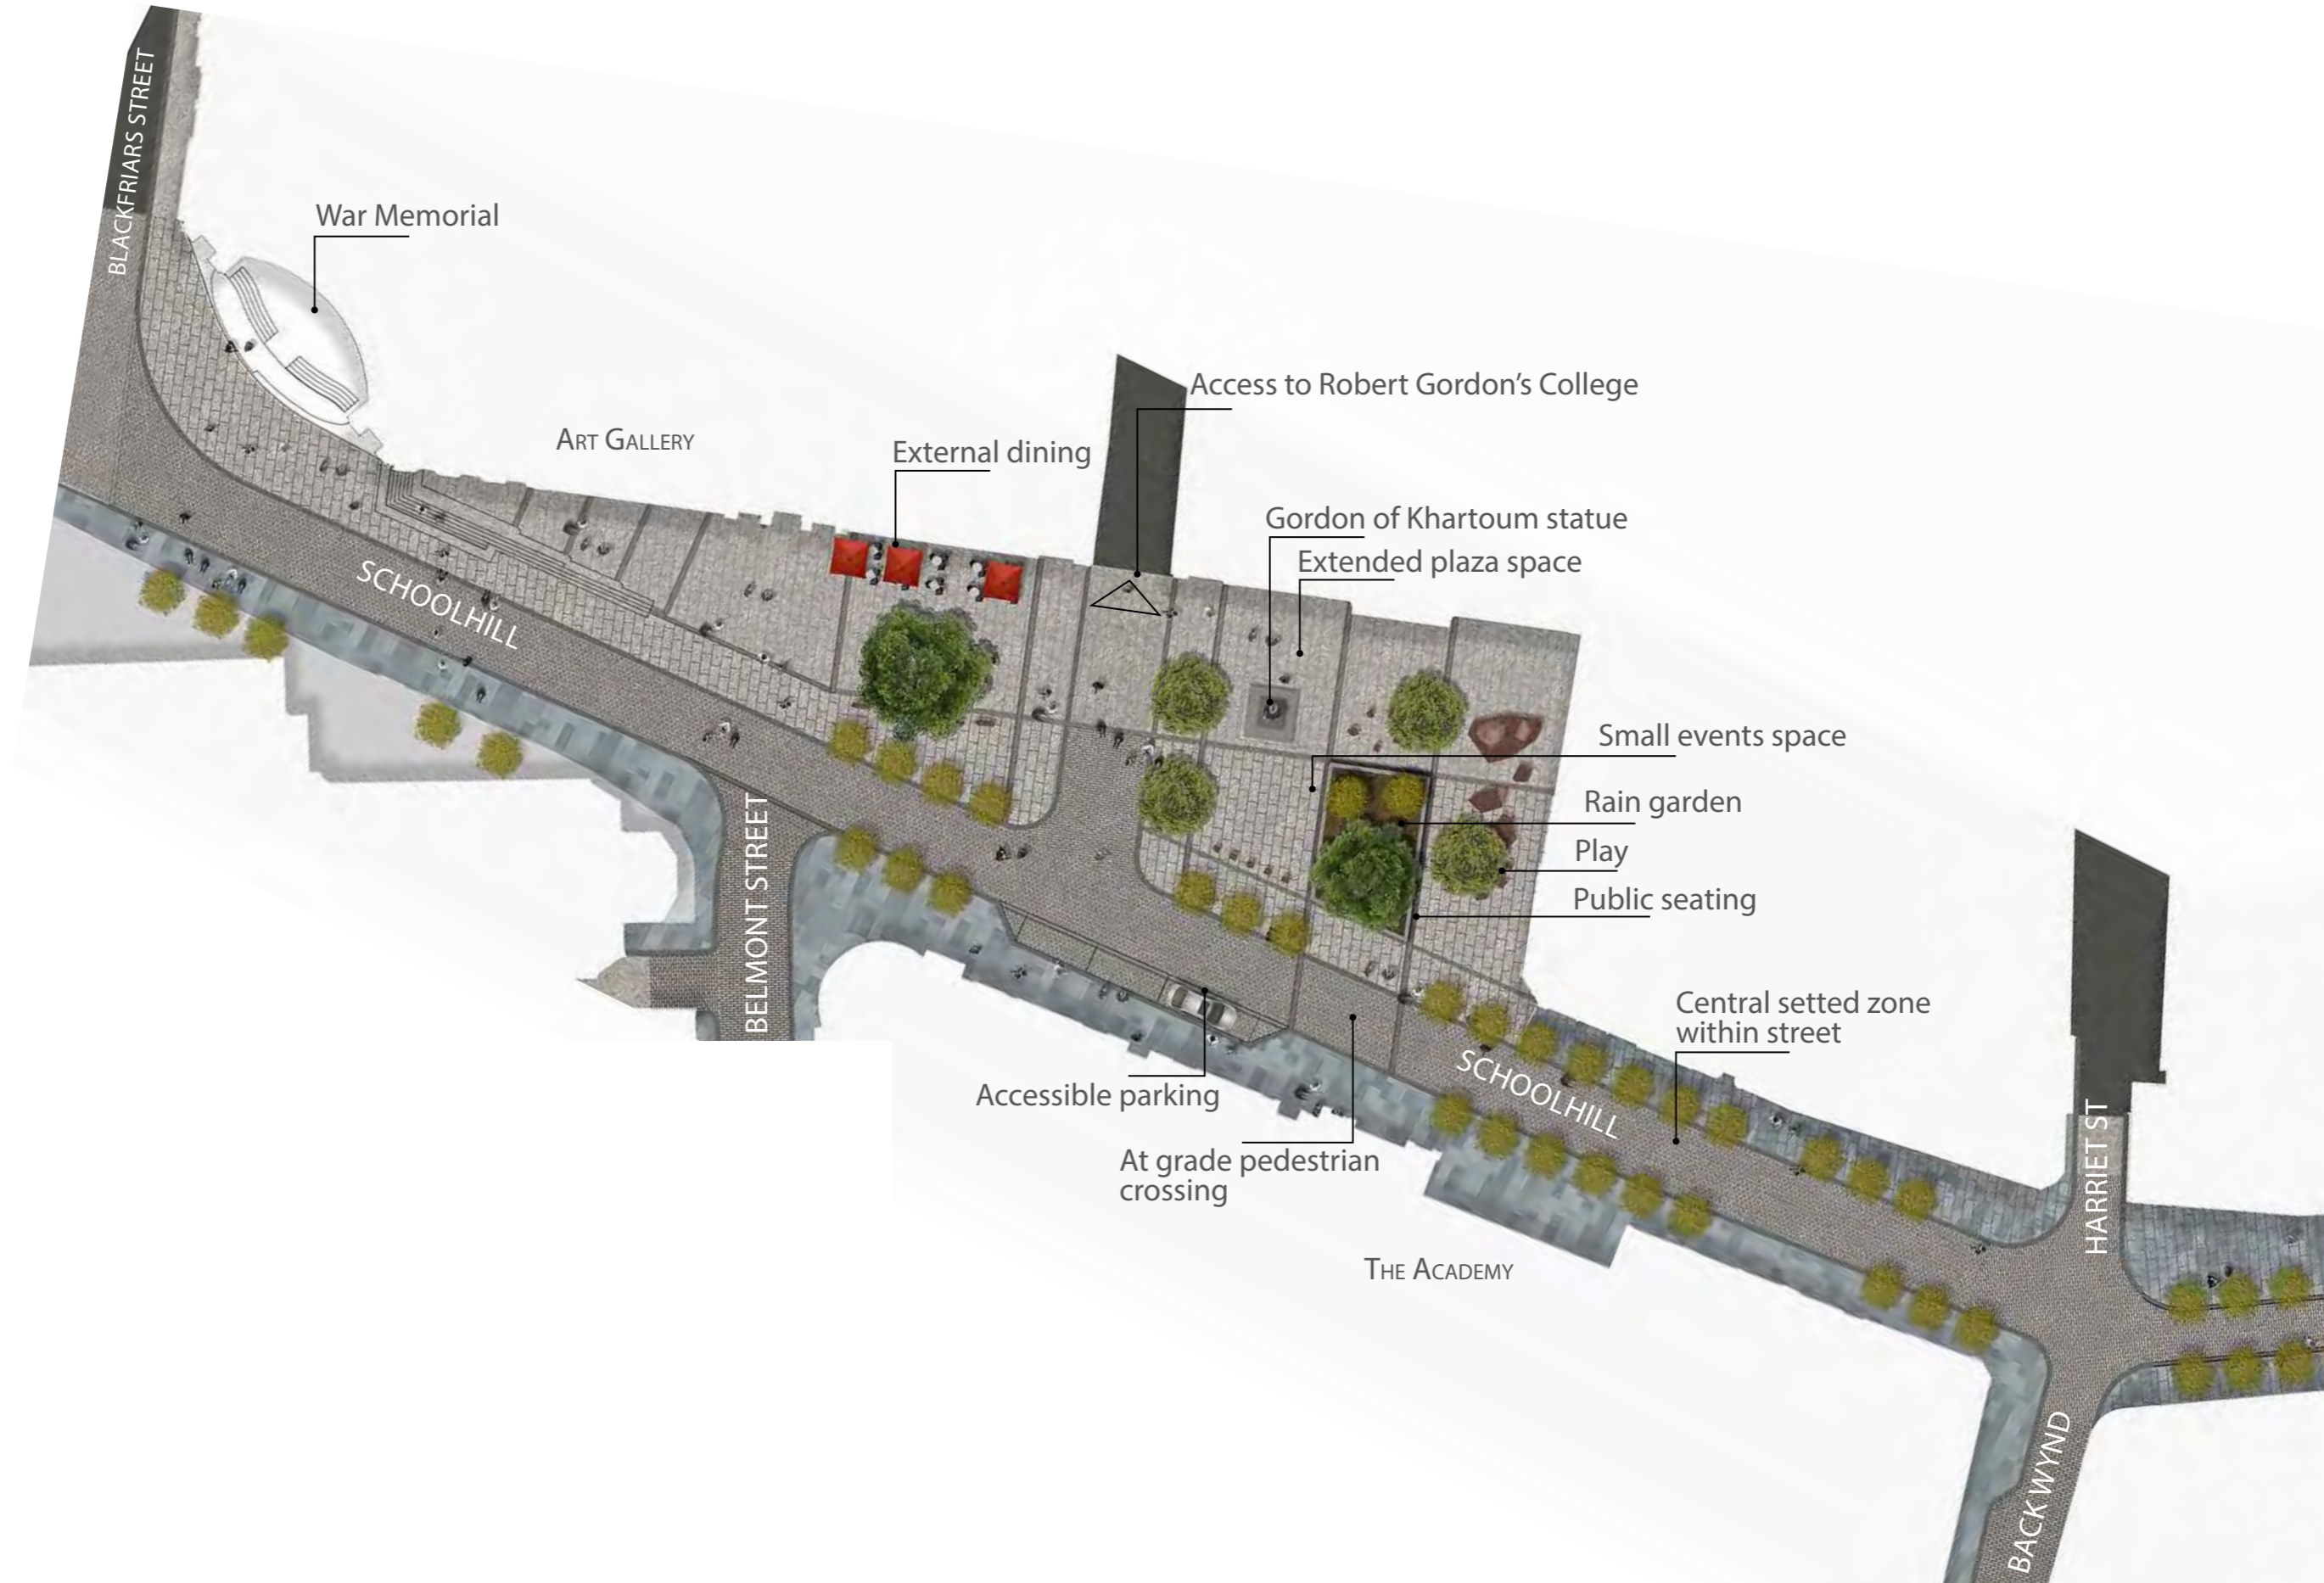 BLACKFRIARS STREET
War Memorial
Access to Robert Gordon’s College
ART GALLERY
External dining
Gordon of Khartoum statue
Extended plaza space
SCHOOLHILL
Small events space
Rain garden
Play
Public seating
BELMONT STREET
Central setted zone
within street
SCHOOLHILL
Accessible parking
At grade pedestrian
crossing
HARRIET ST
THE ACADEMY
BACK WYND